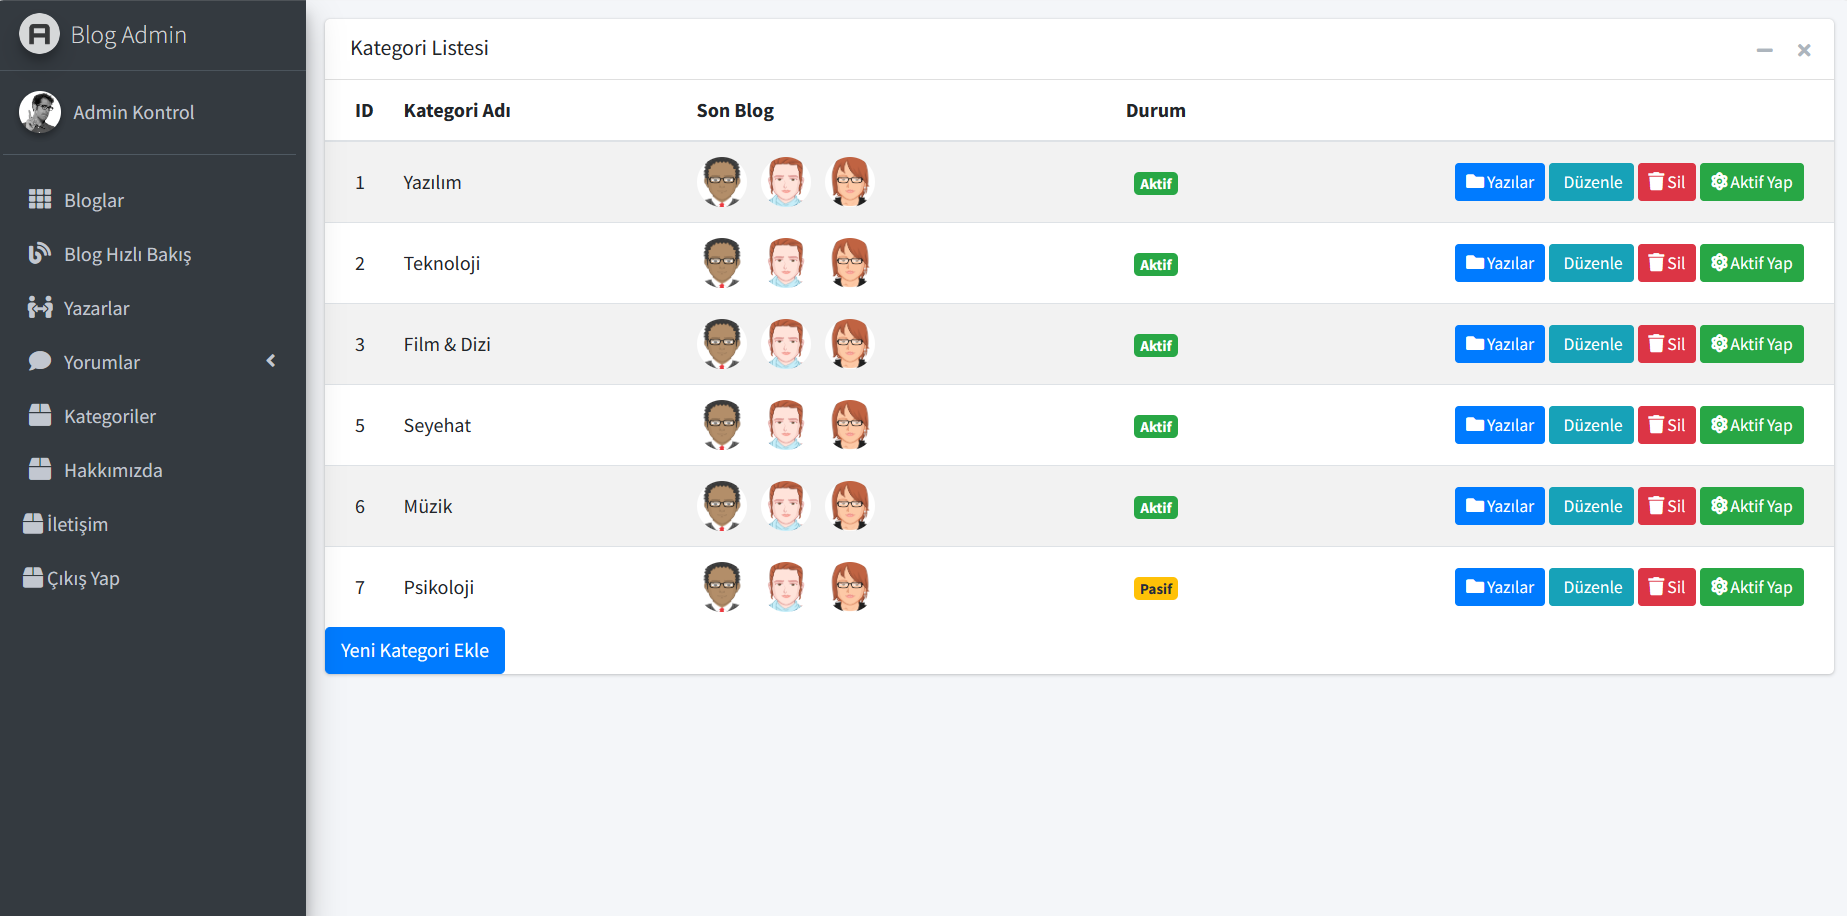 Blog Admin
Admin Kontrol
Bloglar
Blog Hızlı Bakış
Yazarlar
Yorumlar
Kategoriler
Hakkımızda
İletişim
Çıkış Yap
Kategori Listesi
ID Kategori Adı Son Blog Durum
1 Yazılım Aktif Yazılar Düzenle Sil Aktif Yap
2 Teknoloji Aktif Yazılar Düzenle Sil Aktif Yap
3 Film & Dizi Aktif Yazılar Düzenle Sil Aktif Yap
5 Seyehat Aktif Yazılar Düzenle Sil Aktif Yap
6 Müzik Aktif Yazılar Düzenle Sil Aktif Yap
7 Psikoloji Pasif Yazılar Düzenle Sil Aktif Yap
Yeni Kategori Ekle